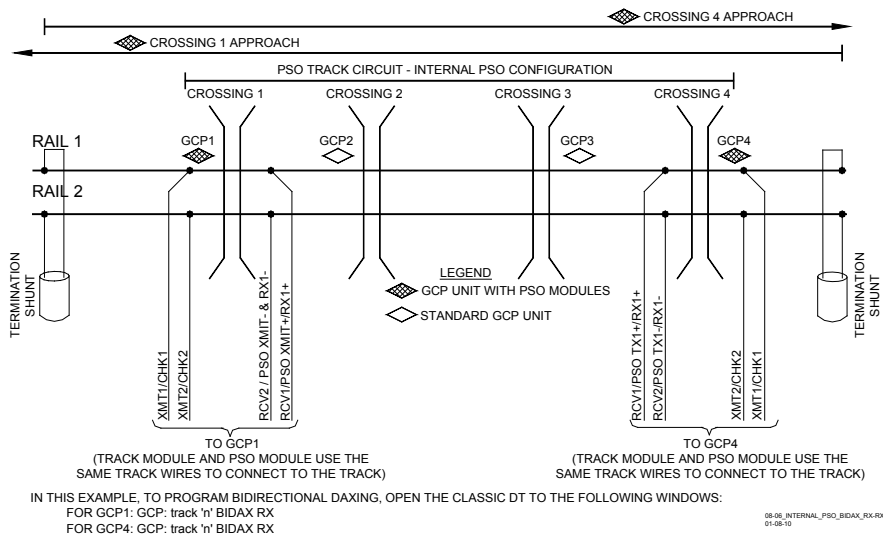 CROSSING 4 APPROACH
CROSSING 1 APPROACH
PSO TRACK CIRCUIT - INTERNAL PSO CONFIGURATION
CROSSING 1
CROSSING 2
CROSSING 3
CROSSING 4
RAIL 1
GCP1
GCP2
GCP3
GCP4
RAIL 2
TERMINATION
SHUNT
XMT1/CHK1
XMT2/CHK2
RCV2 / PSO XMIT- & RX1-
RCV1/PSO XMIT+/RX1+
LEGEND
GCP UNIT WITH PSO MODULES
STANDARD GCP UNIT
RCV1/PSO TX1+/RX1+
RCV2/PSO TX1-/RX1-
XMT2/CHK2
XMT1/CHK1
TERMINATION
SHUNT
TO GCP1
(TRACK MODULE AND PSO MODULE USE THE
SAME TRACK WIRES TO CONNECT TO THE TRACK)
TO GCP4
(TRACK MODULE AND PSO MODULE USE THE
SAME TRACK WIRES TO CONNECT TO THE TRACK)
IN THIS EXAMPLE, TO PROGRAM BIDIRECTIONAL DAXING, OPEN THE CLASSIC DT TO THE FOLLOWING WINDOWS:
FOR GCP1: GCP: track 'n' BIDAX RX
FOR GCP4: GCP: track 'n' BIDAX RX
08-06_INTERNAL_PSO_BIDAX_RX-RX
01-08-10